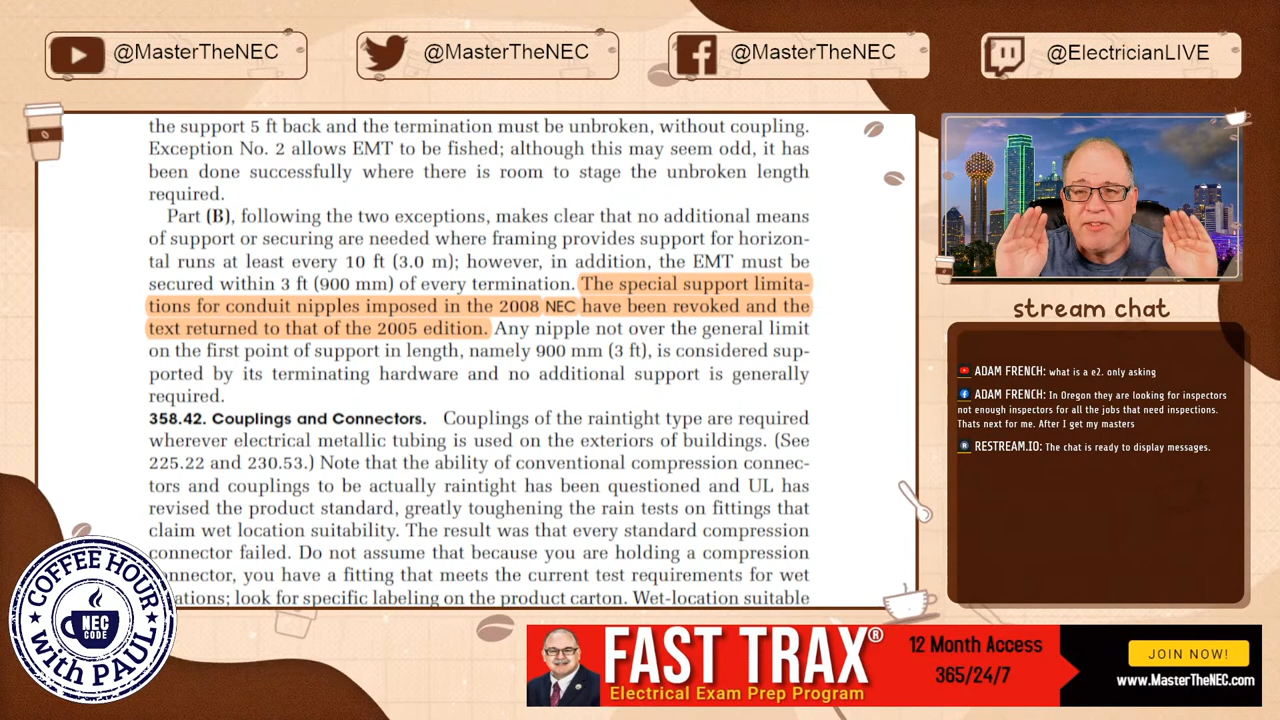 @MasterTheNEC
@MasterTheNEC
@MasterTheNEC
@ElectricianLIVE
the support 5 ft back and the termination must be unbroken, without coupling.
Exception No. 2 allows EMT to be fished; although this may seem odd, it has
been done successfully where there is room to stage the unbroken length
required.
Part (B), following the two exceptions, makes clear that no additional means
of support or securing are needed where framing provides support for horizon-
tal runs at least every 10 ft (3.0 m); however, in addition, the EMT must be
secured within 3 ft (900 mm) of every termination. The special support limita-
tions for conduit nipples imposed in the 2008 NEC have been revoked and the
text returned to that of the 2005 edition. Any nipple not over the general limit
on the first point of support in length, namely 900 mm (3 ft), is considered sup-
ported by its terminating hardware and no additional support is generally
required.
358.42. Couplings and Connectors. Couplings of the raintight type are required
wherever electrical metallic tubing is used on the exteriors of buildings. (See
225.22 and 230.53.) Note that the ability of conventional compression connec-
tors and couplings to be actually raintight has been questioned and UL has
revised the product standard, greatly toughening the rain tests on fittings that
claim wet location suitability. The result was that every standard compression
connector failed. Do not assume that because you are holding a compression
onnector, you have a fitting that meets the current test requirements for wet
ations; look for specific labeling on the product carton. Wet-location suitable
stream chat
ADAM FRENCH: what is a e2. only asking
ADAM FRENCH: In Oregon they are looking for inspectors
not enough inspectors for all the jobs that need inspections.
Thats next for me. After I get my masters
RESTREAM.IO: The chat is ready to display messages.
COFFEE HOUR
NEC
CODE
with PAUL
FAST TRAX®
Electrical Exam Prep Program
12 Month Access
365/24/7
JOIN NOW!
www.MasterTheNEC.com